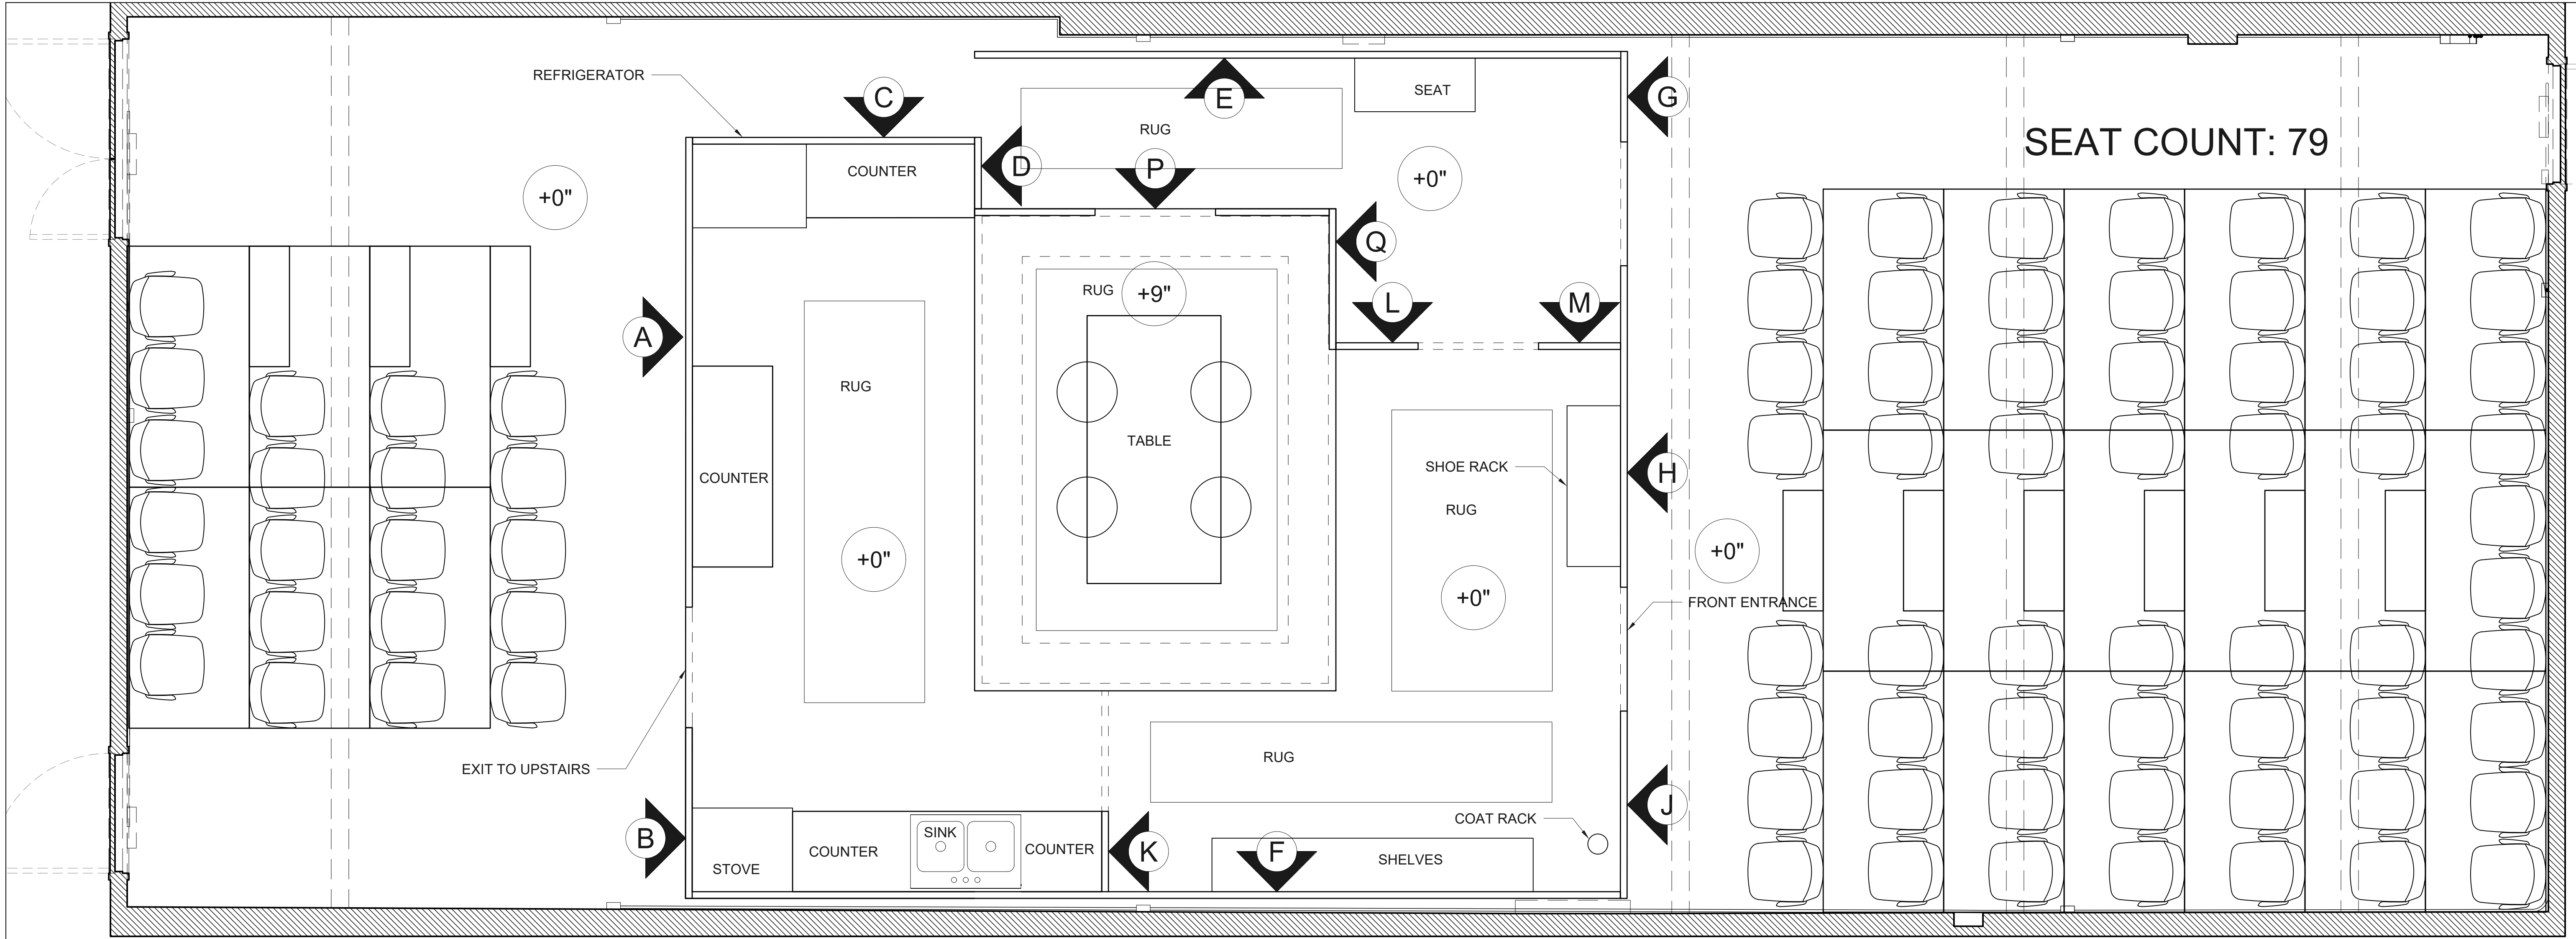 REFRIGERATOR
C
E
SEAT
G
RUG
SEAT COUNT: 79
COUNTER
D
P
+0"
+0"
Q
RUG
+9"
L
M
A
RUG
TABLE
SHOE RACK
H
COUNTER
RUG
+0"
+0"
+0"
FRONT ENTRANCE
EXIT TO UPSTAIRS
RUG
J
COAT RACK
B
SINK
STOVE
COUNTER
COUNTER
K
F
SHELVES